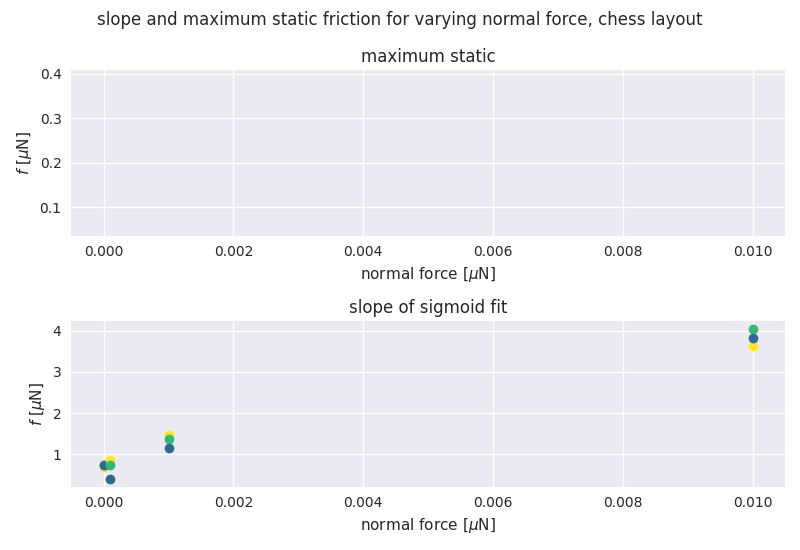 slope and maximum static friction for varying normal force, chess layout
maximum static
0.4
0.3
0.2
0.1
f [μN]
0.000 0.002 0.004 0.006 0.008 0.010
normal force [μN]
slope of sigmoid fit
4
3
2
1
f [μN]
0.000 0.002 0.004 0.006 0.008 0.010
normal force [μN]